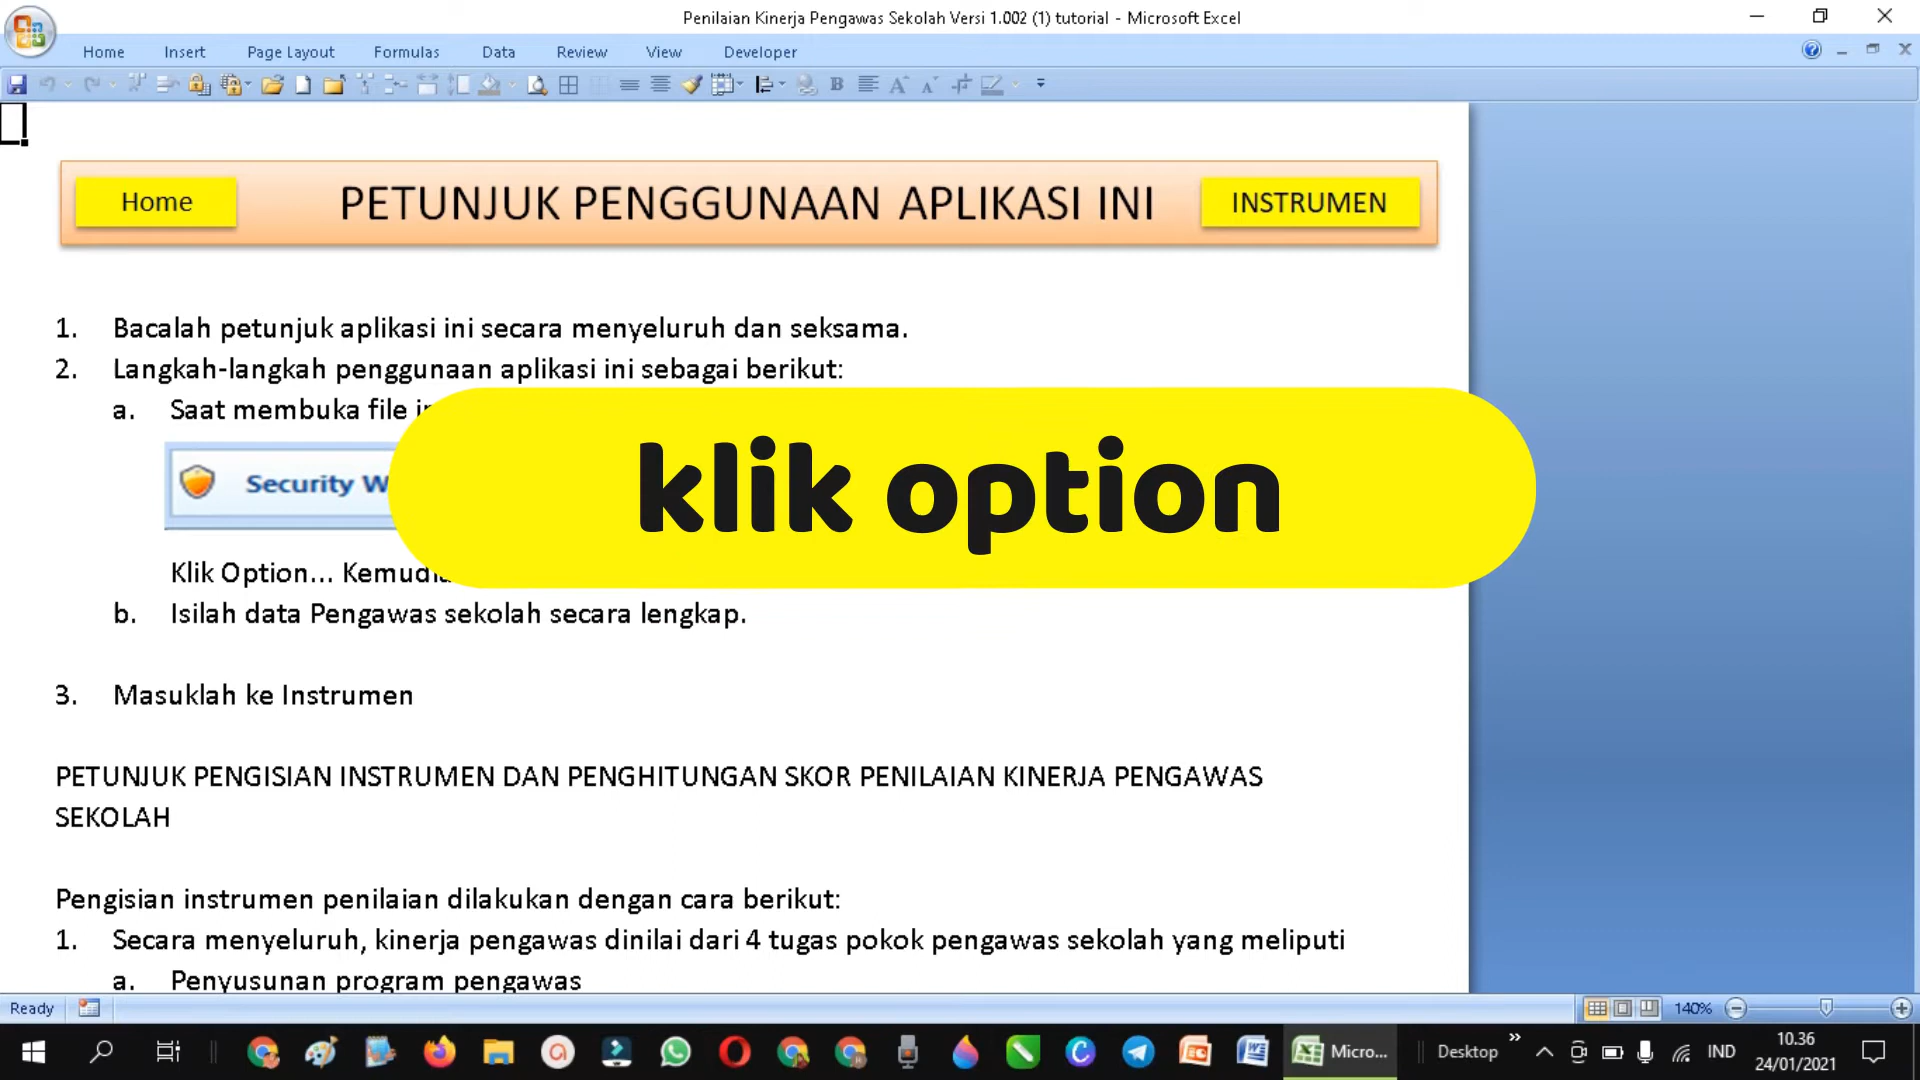 Penilaian Kinerja Pengawas Sekolah Versi 1.002 (1) tutorial - Microsoft Excel
Home Insert Page Layout Formulas Data Review View Developer
Home PETUNJUK PENGGUNAAN APLIKASI INI INSTRUMEN
1. Bacalah petunjuk aplikasi ini secara menyeluruh dan seksama.
2. Langkah-langkah penggunaan aplikasi ini sebagai berikut:
a. Saat membuka file
Security
klik option
Klik Option...
b. Isilah data Pengawas sekolah secara lengkap.
3. Masuklah ke Instrumen
PETUNJUK PENGISIAN INSTRUMEN DAN PENGHITUNGAN SKOR PENILAIAN KINERJA PENGAWAS
SEKOLAH
Pengisian instrumen penilaian dilakukan dengan cara berikut:
1. Secara menyeluruh, kinerja pengawas dinilai dari 4 tugas pokok pengawas sekolah yang meliputi
a. Penyusunan program pengawas
Ready 140%
Micro... Desktop IND 10.36
24/01/2021